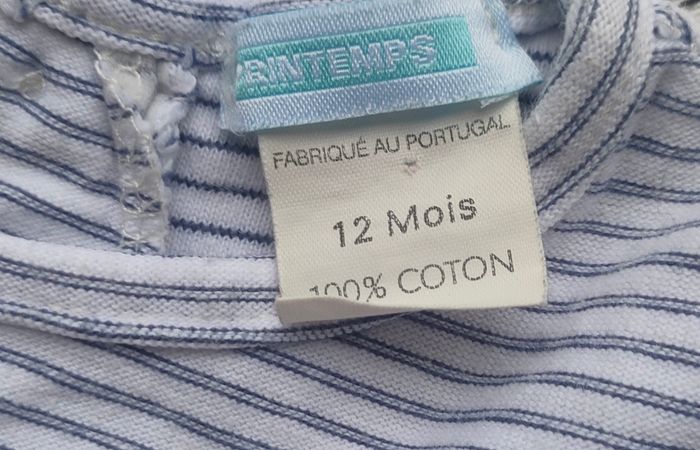 PRINTEMPS
FABRIQUÉ AU PORTUGAL
12 Mois
100% COTON